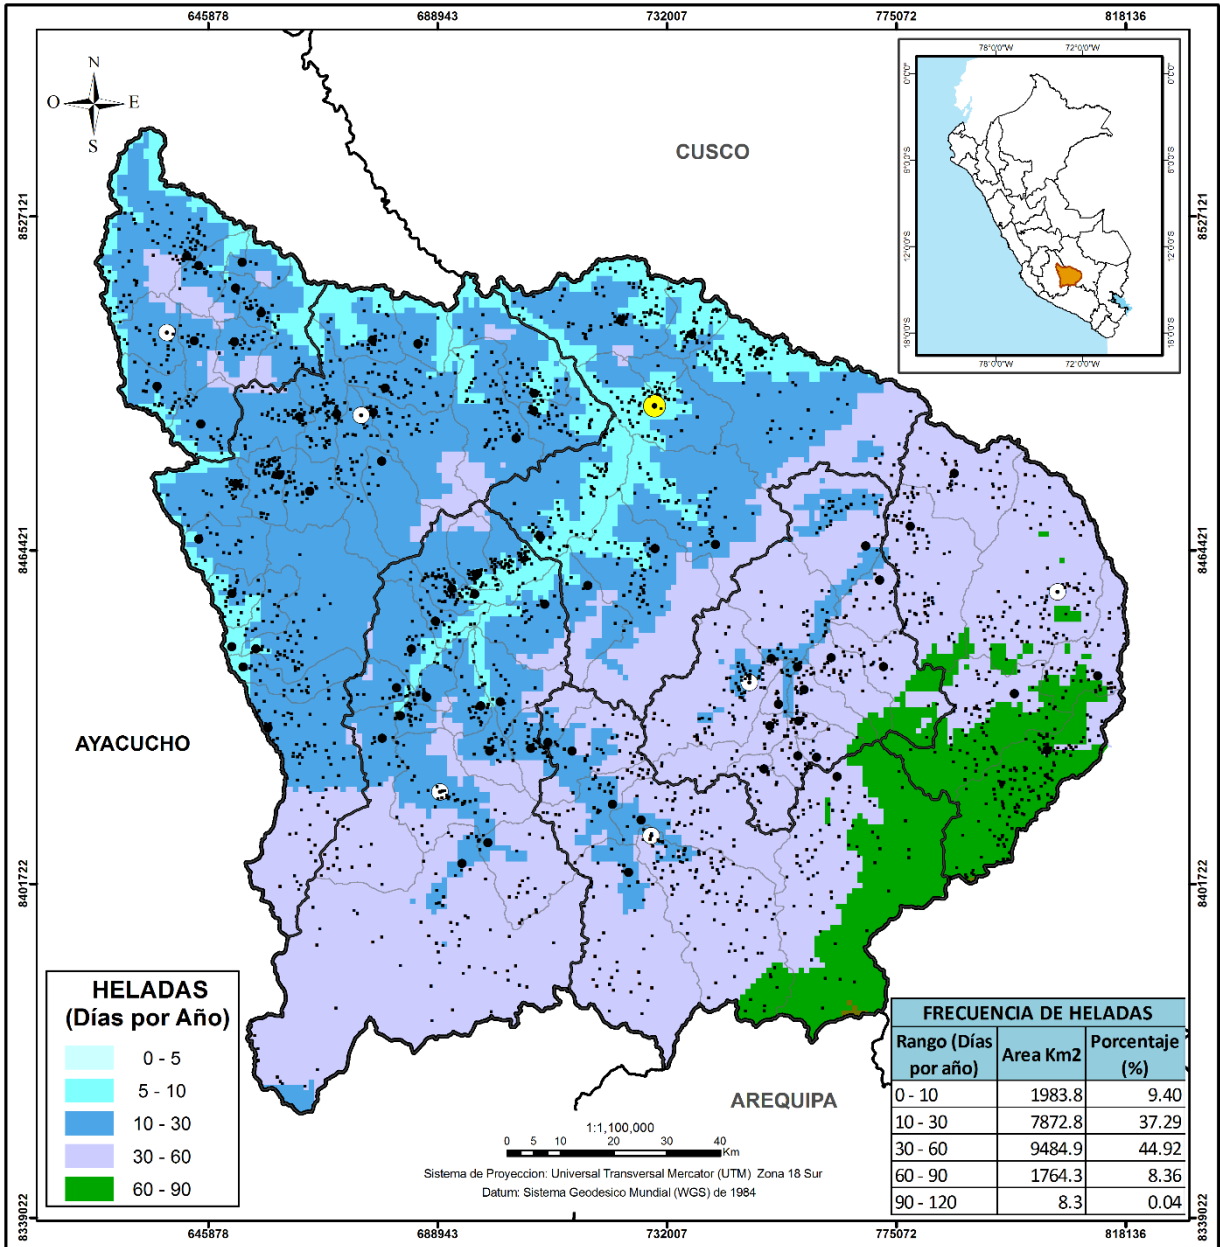 645878 688943 732007 775072 818136
N
O E
S
CUSCO
78°0'0"W 72°0'0"W
0°0'0" 0°0'0"
6°0'0"S 6°0'0"S
12°0'0"S 12°0'0"S
18°0'0"S 18°0'0"S
78°0'0"W 72°0'0"W
8527121 8527121
8464421 8464421
AYACUCHO
8401722 8401722
HELADAS
(Días por Año)
0 - 5
5 - 10
10 - 30
30 - 60
60 - 90
AREQUIPA
1:1,100,000
0 5 10 20 30 40
Km
Sistema de Proyeccion: Universal Transversal Mercator (UTM) Zona 18 Sur
Datum: Sistema Geodesico Mundial (WGS) de 1984
FRECUENCIA DE HELADAS
Rango (Días por año) Area Km2 Porcentaje (%)
0 - 10 1983.8 9.40
10 - 30 7872.8 37.29
30 - 60 9484.9 44.92
60 - 90 1764.3 8.36
90 - 120 8.3 0.04
8339022 8339022
645878 688943 732007 775072 818136